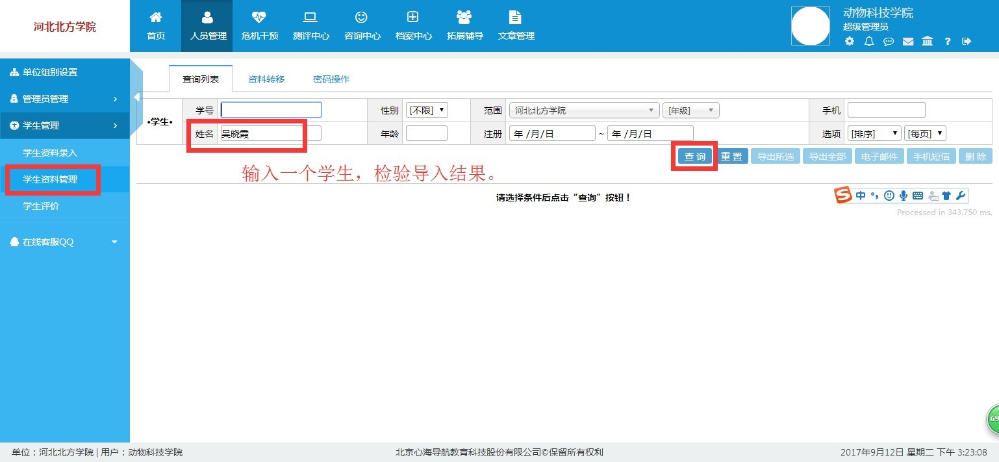 河北北方学院
首页 人员管理 危机干预 测评中心 咨询中心 档案中心 拓展辅导 文章管理
动物科技学院
超级管理员
单位组别设置
管理员管理
学生管理
学生资料录入
学生资料管理
学生评价
在线客服QQ
查询列表 资料转移 密码操作
•学生•
学号 性别 [不限] 范围 河北北方学院 [年级] 手机
姓名 吴晓霞 年龄 注册 年 /月/日 ~ 年 /月/日 选项 [排序] [每页]
查 询 重 置 导出所选 导出全部 电子邮件 手机短信 删 除
输入一个学生，检验导入结果。
请选择条件后点击“查询”按钮！
中
Processed in 343.750 ms.
69
单位：河北北方学院 | 用户：动物科技学院 北京心海导航教育科技股份有限公司©保留所有权利 2017年9月12日 星期二 下午 3:23:08